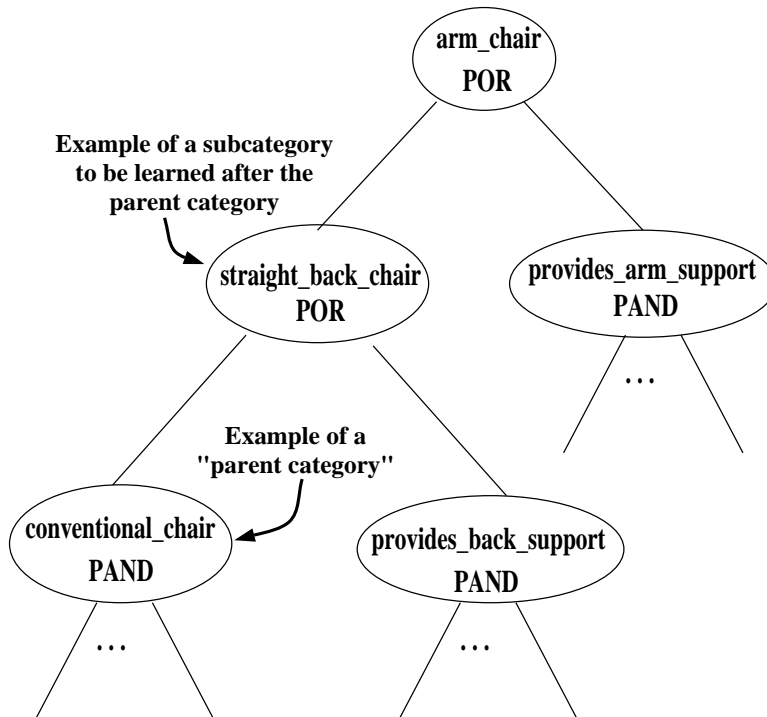 arm_chair
POR
Example of a subcategory
to be learned after the
parent category
straight_back_chair
POR
provides_arm_support
PAND
...
Example of a
"parent category"
conventional_chair
PAND
provides_back_support
PAND
...
...